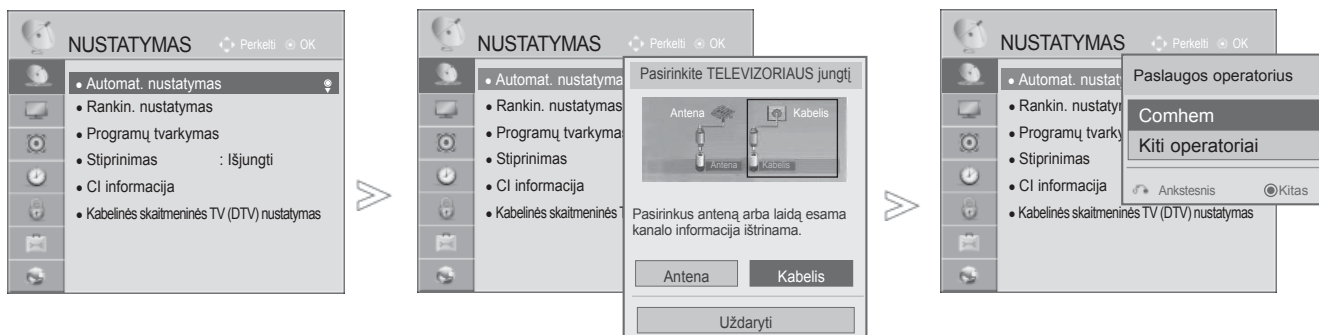 NUSTATYMAS Perkelti OK
• Automat. nustatymas
• Rankin. nustatymas
• Programų tvarkymas
• Stiprinimas : Išjungti
• CI informacija
• Kabelinės skaitmeninės TV (DTV) nustatymas
>
NUSTATYMAS Perkelti OK
• Automat. nustatyma
• Rankin. nustatymas
• Programų tvarkymas
• Stiprinimas
• CI informacija
• Kabelinės skaitmeninės T
Pasirinkite TELEVIZORIAUS jungtį
Antena Kabelis
Antena Kabelis
Pasirinkus anteną arba laidą esama
kanalo informacija ištrinama.
Antena Kabelis
Uždaryti
>
NUSTATYMAS Perkelti OK
• Automat. nustaty
• Rankin. nustatym
• Programų tvarky
• Stiprinimas
• CI informacija
• Kabelinės skaitmeninės TV (DTV) nustatymas
Paslaugos operatorius
Comhem
Kiti operatoriai
Ankstesnis Kitas